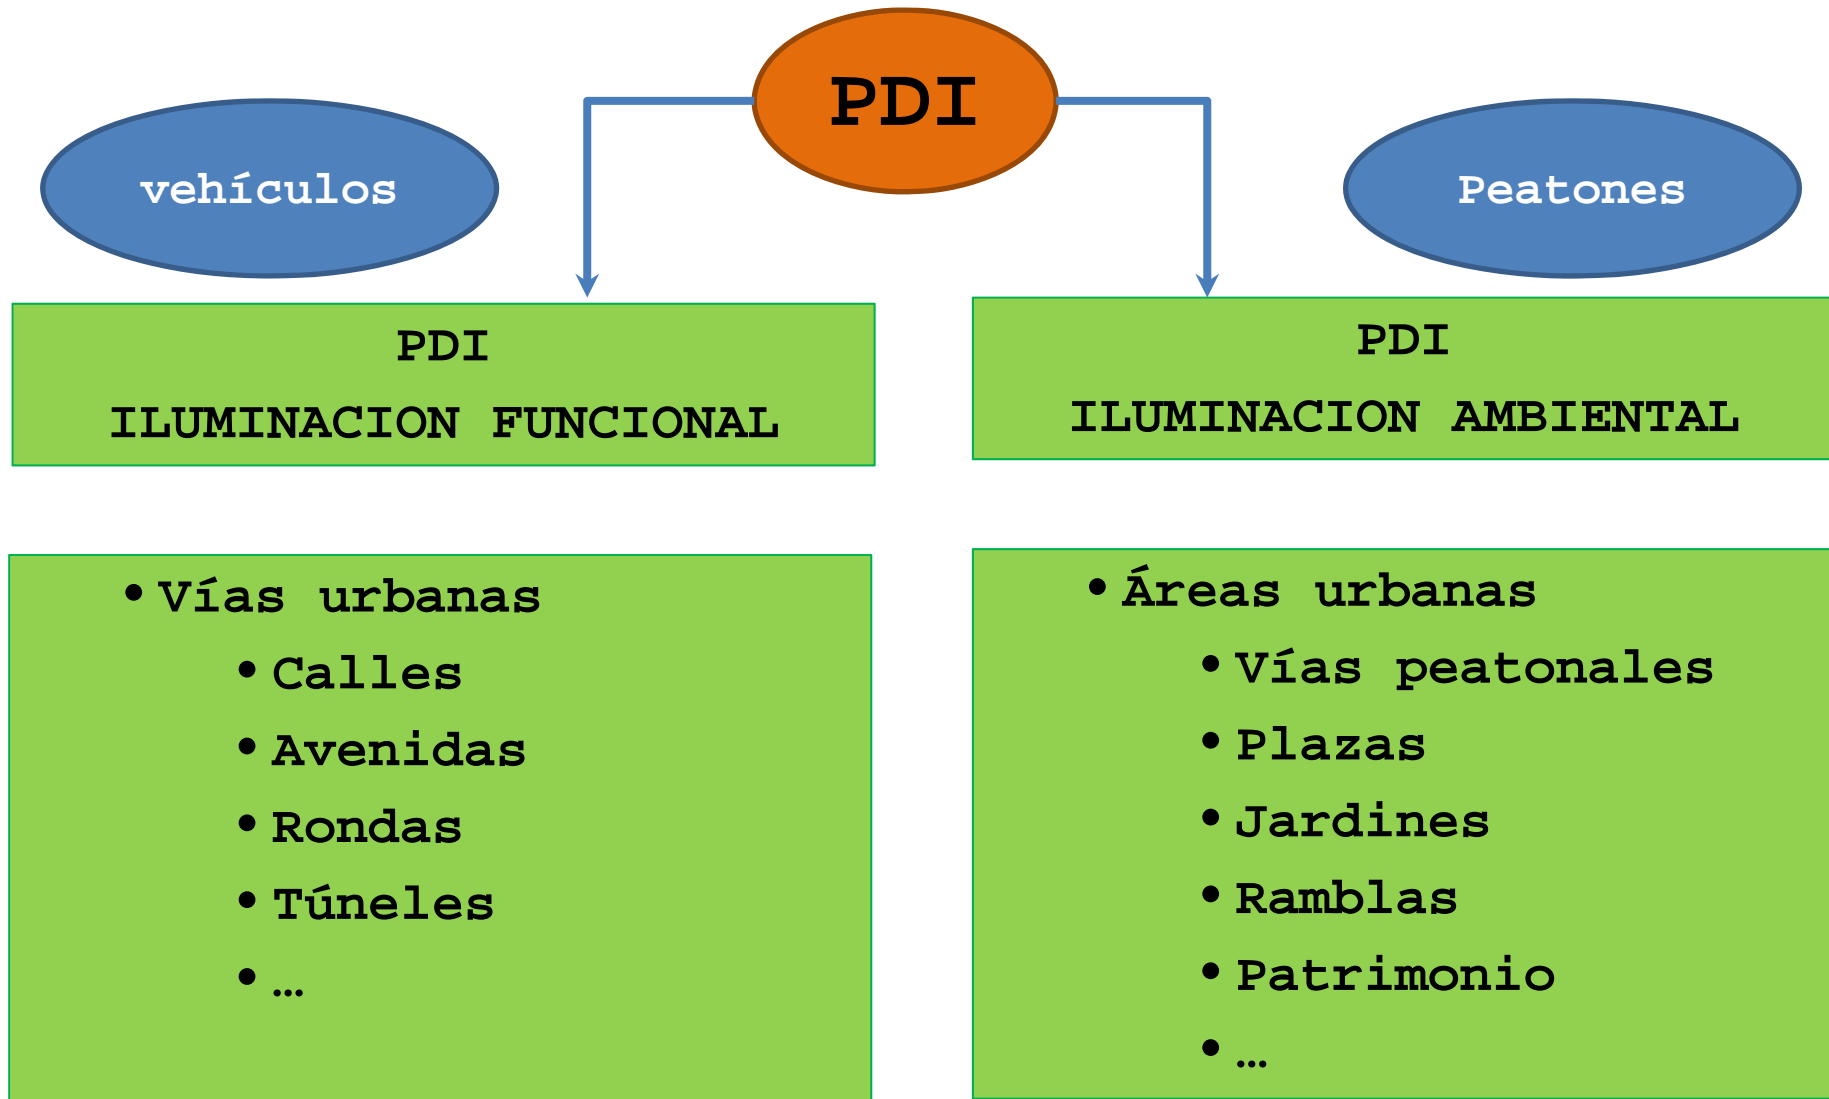 PDI
vehículos
Peatones
PDI
ILUMINACION FUNCIONAL
PDI
ILUMINACION AMBIENTAL
• Vías urbanas
• Calles
• Avenidas
• Rondas
• Túneles
• …
• Áreas urbanas
• Vías peatonales
• Plazas
• Jardines
• Ramblas
• Patrimonio
• …